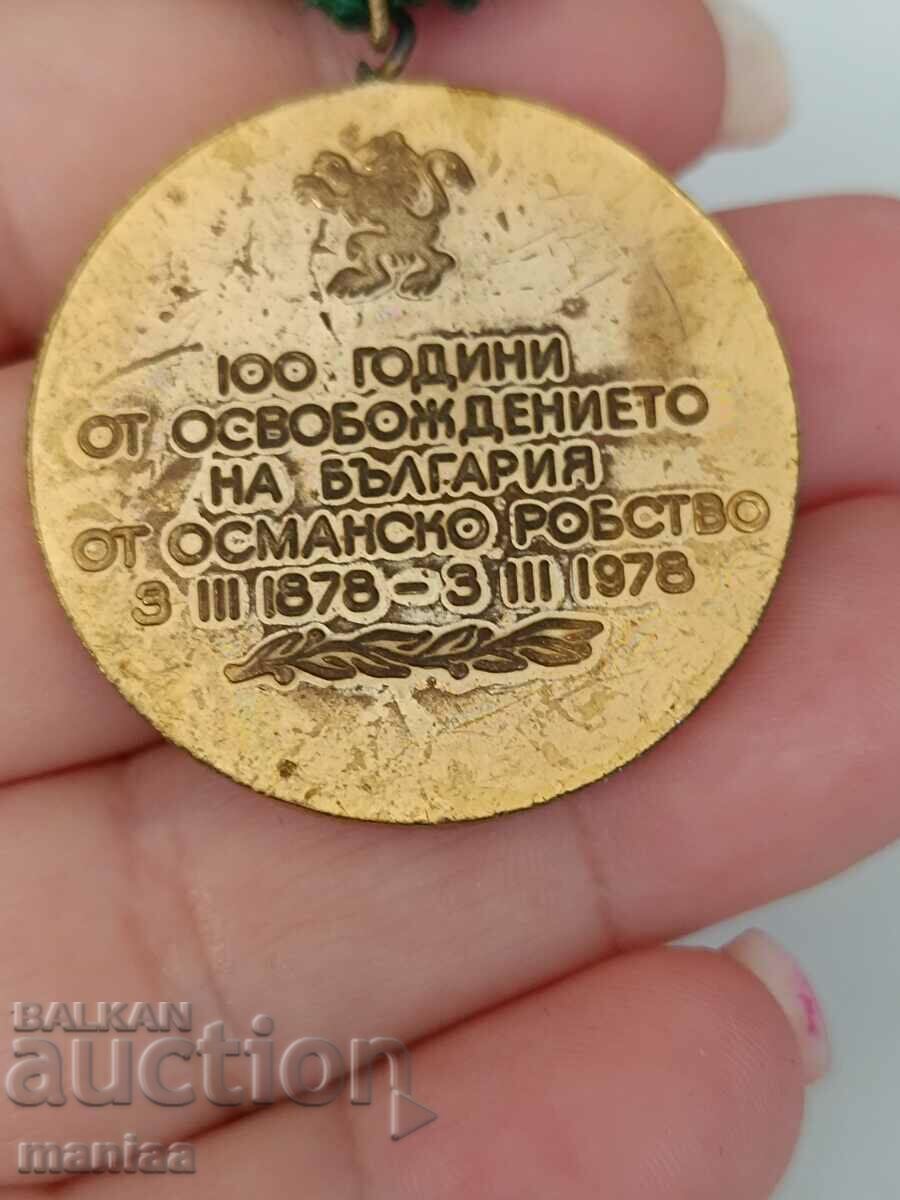 100 ГОДИНИ
ОТ ОСВОБОЖДЕНИЕТО
НА БЪЛГАРИЯ
ОТ ОСМАНСКО РОБСТВО
3 III 1878 – 3 III 1978
BALKAN
auction
maniaa